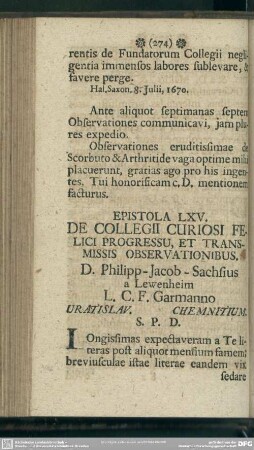 (274)
rentis de Fundatorum Collegii negli-
gentia immensos labores sublevare, &
favere perge.
Hal. Saxon. 8. Julii, 1670.
Ante aliquot septimanas septem
Observationes communicavi, jam plu-
res expedio.
Observationes eruditissimae de
Scorbuto & Arthritide vaga optime mihi
placuerunt, gratias ago pro his ingen-
tes. Tui honorificam c. D. mentionem
facturus.
EPISTOLA LXV.
DE COLLEGII CURIOSI FE-
LICI PROGRESSU, ET TRANS-
MISSIS OBSERVATIONIBUS.
D. Philipp-Jacob-Sachsius
a Lewenheim
L. C. F. Garmanno
URATISLAV. CHEMNITIUM.
S. P. D.
IOngissimas expectaveram a Te li-
teras post aliquot mensium famem:
breviusculae istae literae eandem vix
sedare